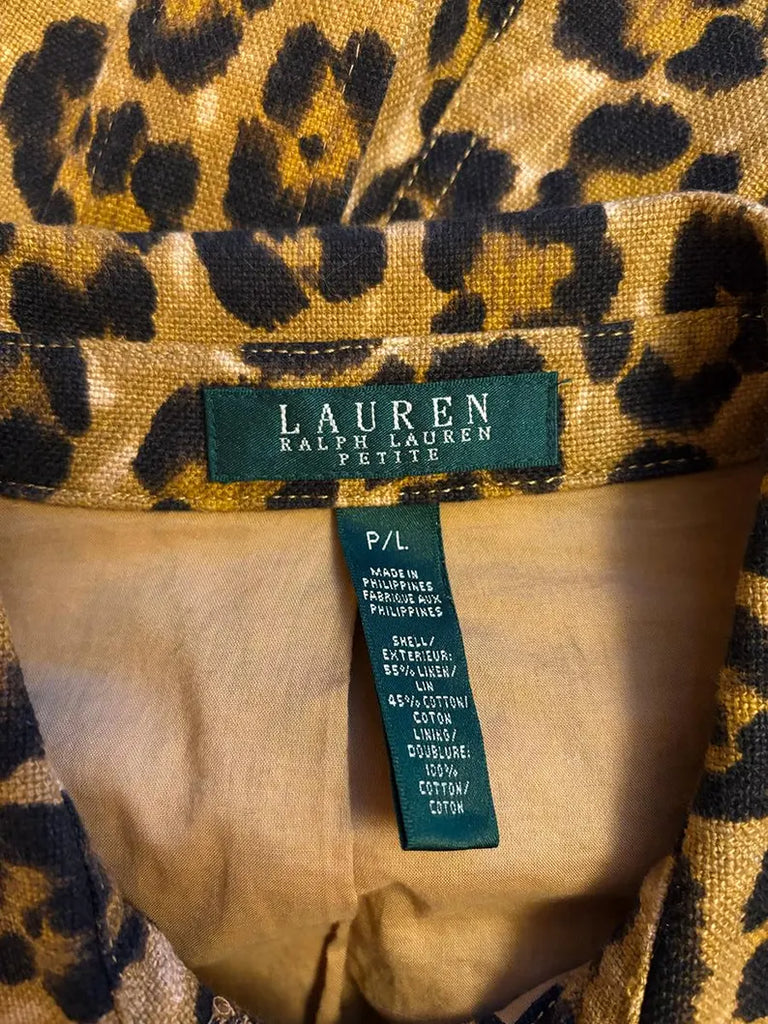 LAUREN
RALPH LAUREN
PETITE
P/L
MADE IN
PHILIPPINES
FABRIQUE AUX
PHILIPPINES
SHELL/
EXTERIEUR:
55% LINEN/
LIN
45% COTTON/
COTON
LINING/
DOUBLURE:
100%
COTTON/
COTON